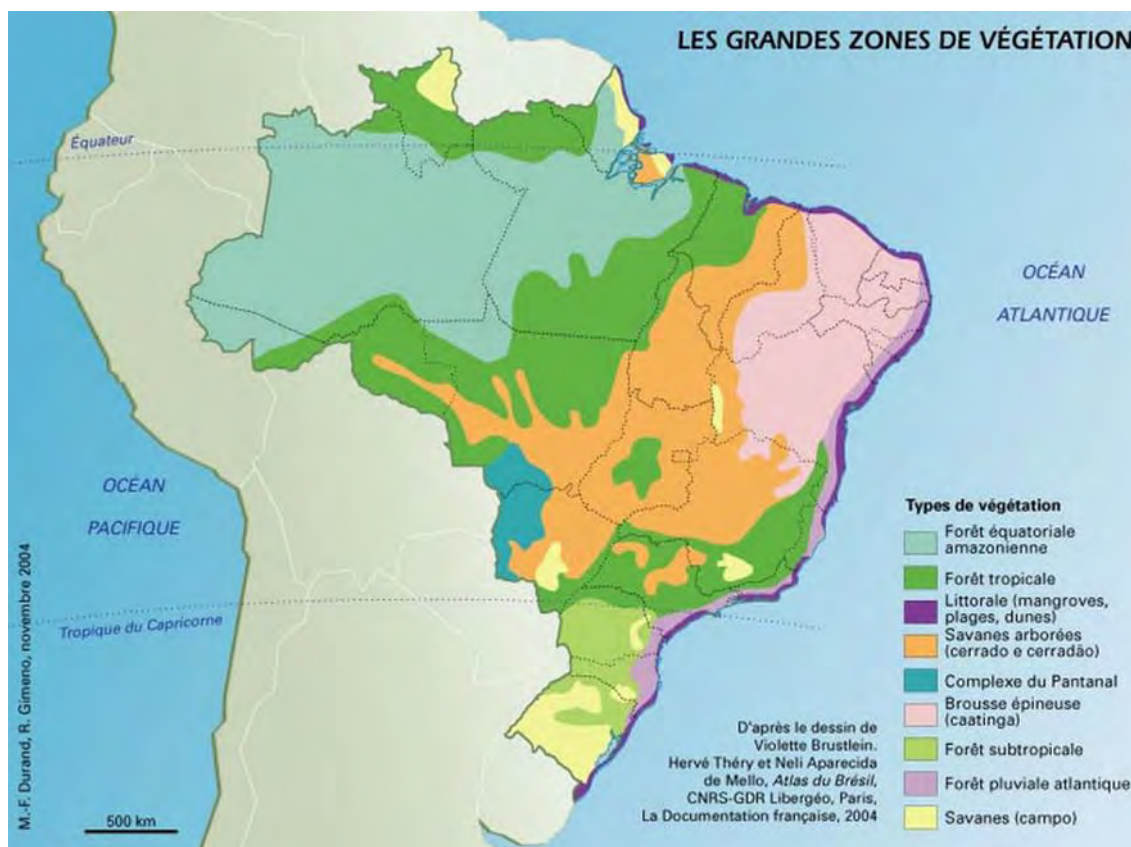 LES GRANDES ZONES DE VÉGÉTATION
Équateur
OCÉAN
ATLANTIQUE
OCÉAN
PACIFIQUE
Tropique du Capricorne
M.-F. Durand, R. Gimeno, novembre 2004
500 km
D'après le dessin de
Violette Brustlein.
Hervé Théry et Neli Aparecida
de Mello, Atlas du Brésil,
CNRS-GDR Libergéo, Paris,
La Documentation française, 2004
Types de végétation
Forêt équatoriale
amazonienne
Forêt tropicale
Littorale (mangroves,
plages, dunes)
Savanes arborées
(cerrado e cerradão)
Complexe du Pantanal
Brousse épineuse
(caatinga)
Forêt subtropicale
Forêt pluviale atlantique
Savanes (campo)